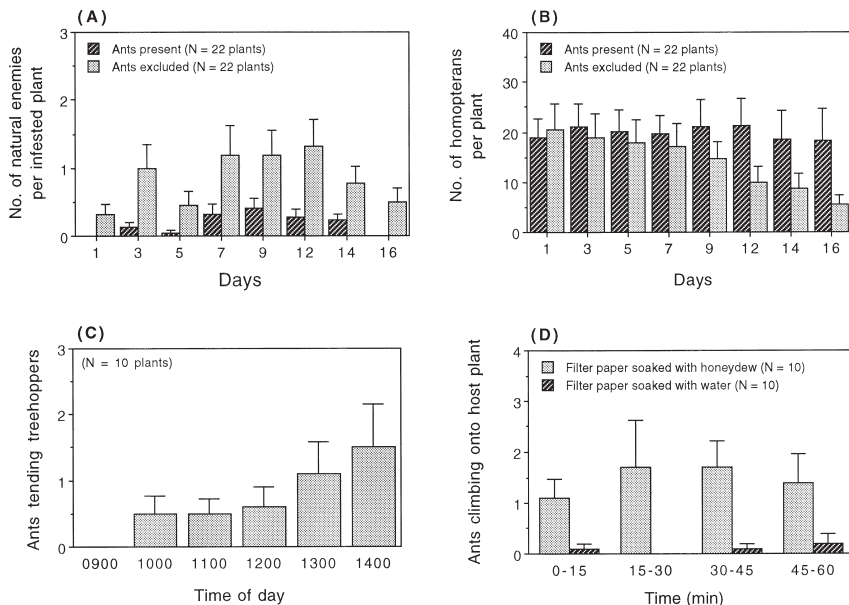 (A)
No. of natural enemies
per infested plant
3
2
1
0
Ants present (N = 22 plants)
Ants excluded (N = 22 plants)
1 3 5 7 9 12 14 16
Days
(B)
No. of homopterans
per plant
40
30
20
10
0
Ants present (N = 22 plants)
Ants excluded (N = 22 plants)
1 3 5 7 9 12 14 16
Days
(C)
Ants tending treehoppers
3
2
1
0
(N = 10 plants)
0900 1000 1100 1200 1300 1400
Time of day
(D)
Ants climbing onto host plant
4
3
2
1
0
Filter paper soaked with honeydew (N = 10)
Filter paper soaked with water (N = 10)
0-15 15-30 30-45 45-60
Time (min)